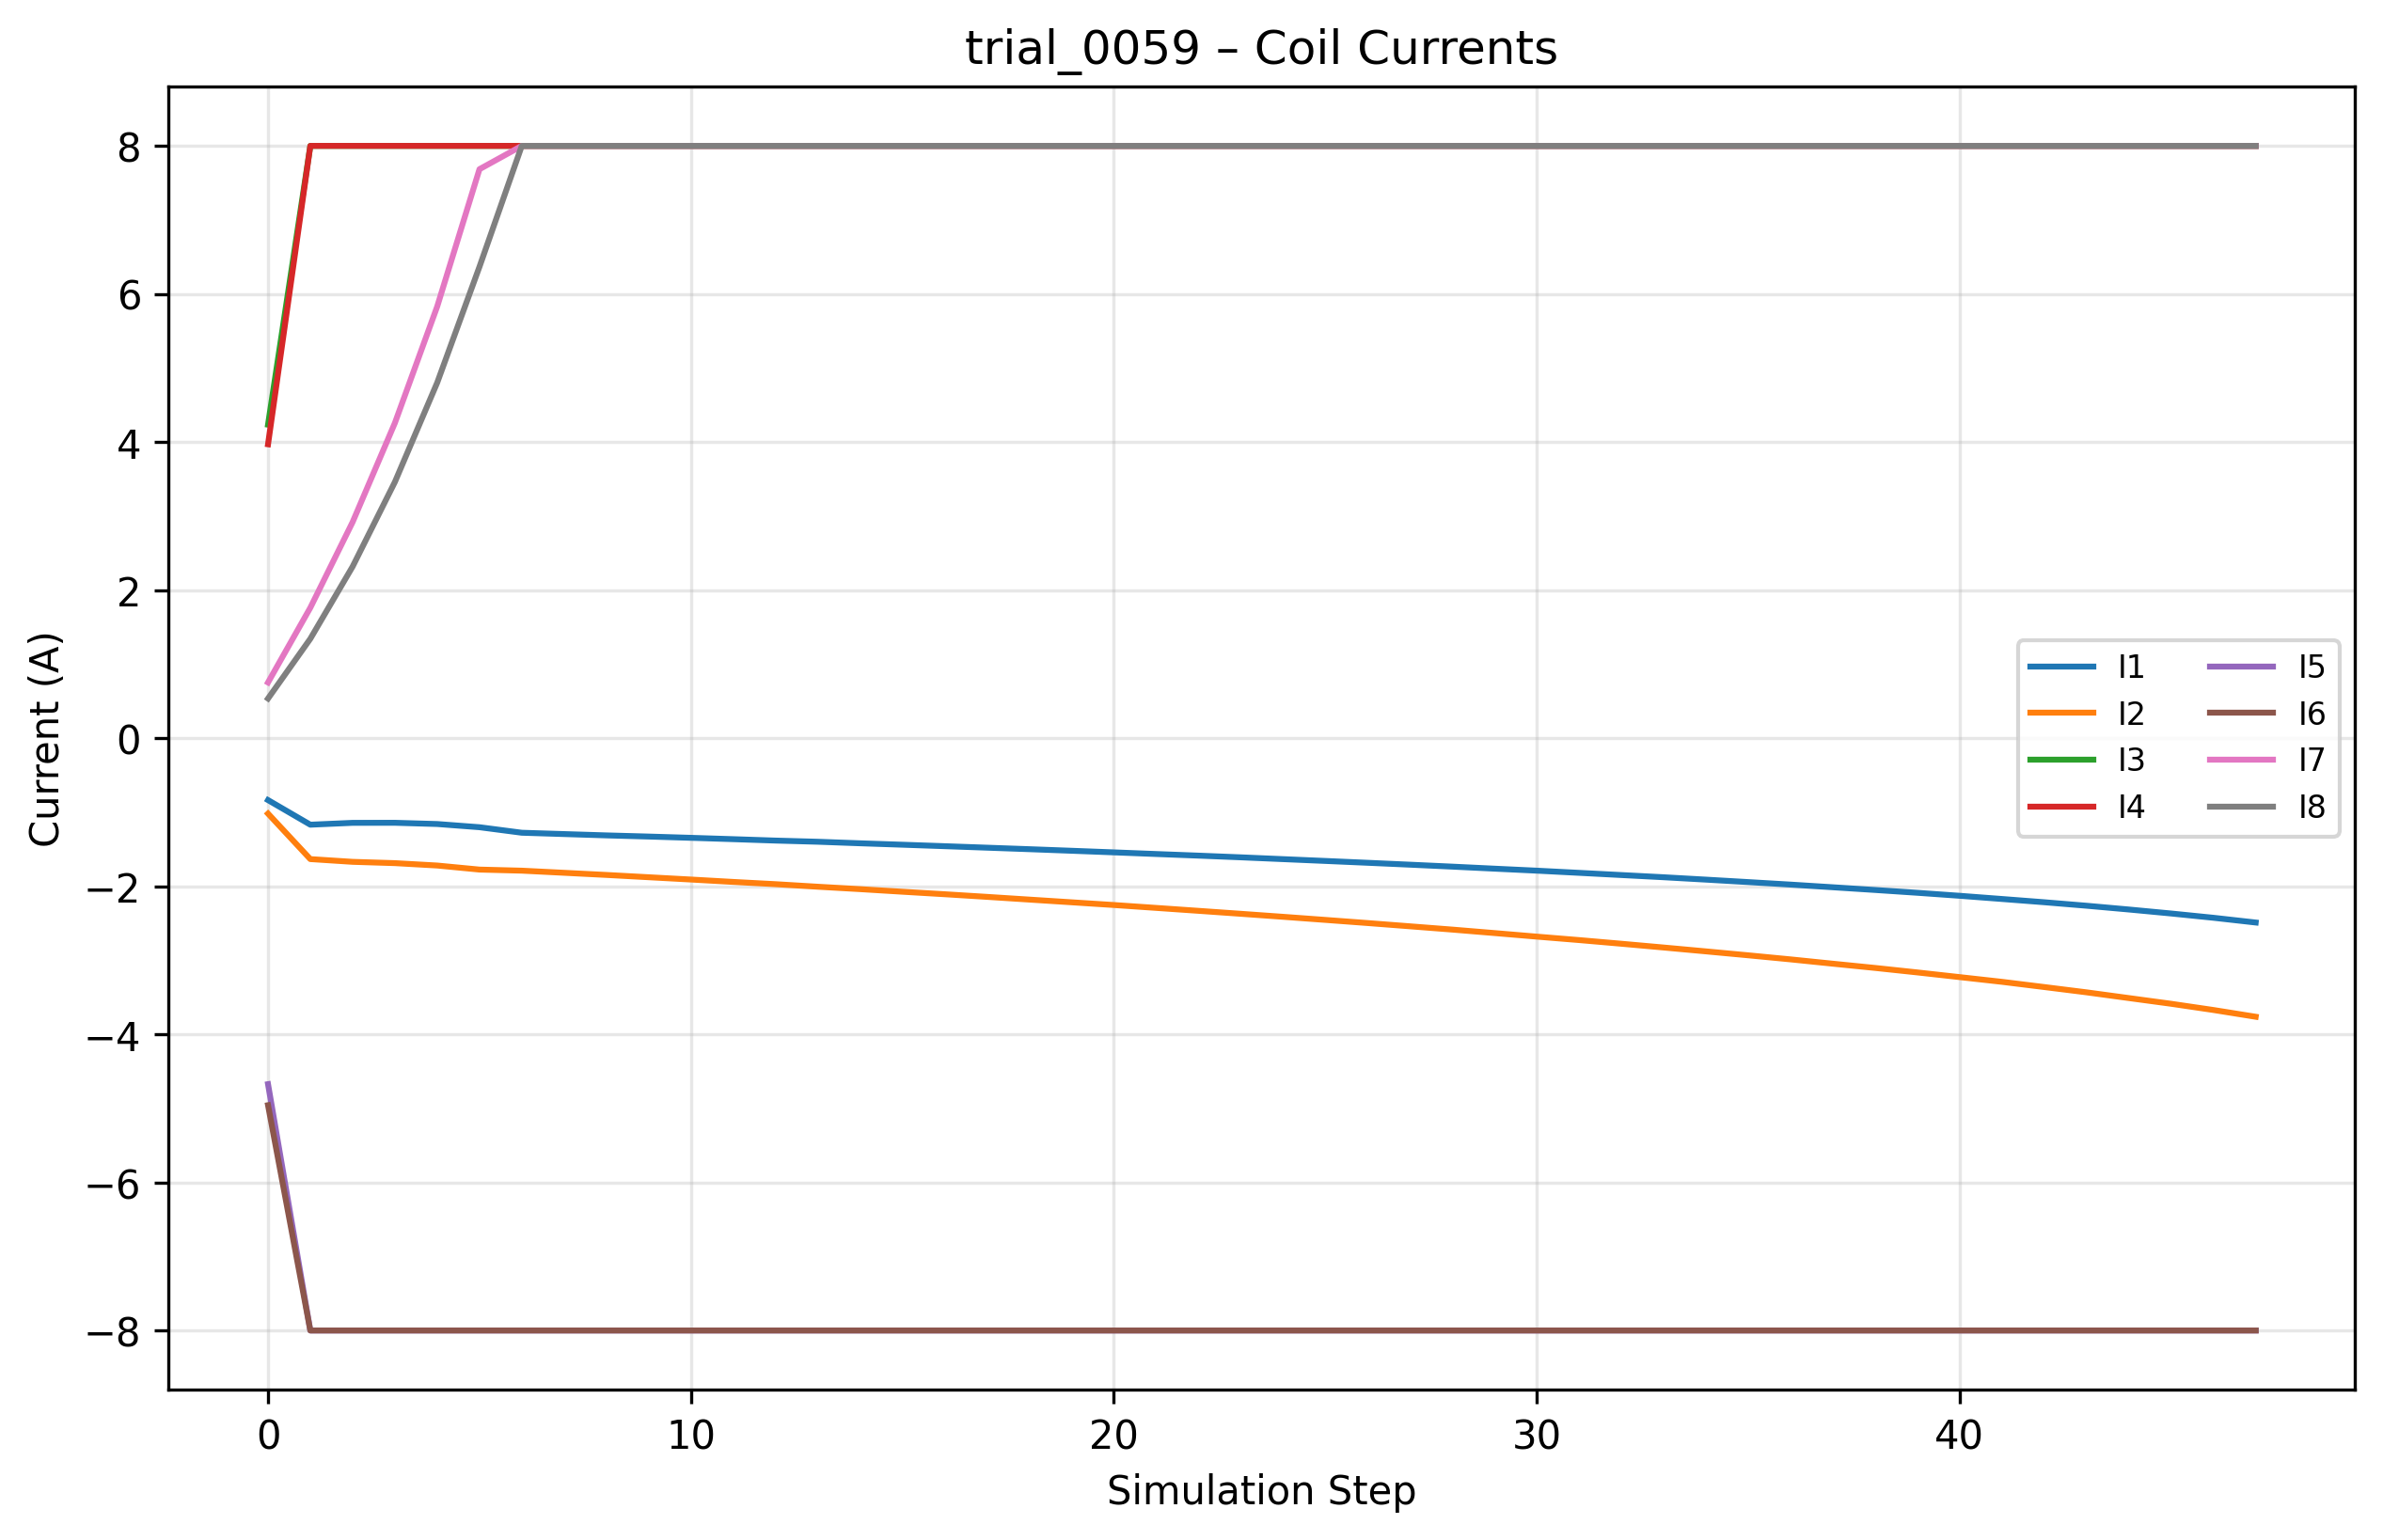 trial_0059 – Coil Currents
Current (A)
8
6
4
2
0
−2
−4
−6
−8
I1 I5
I2 I6
I3 I7
I4 I8
0 10 20 30 40
Simulation Step